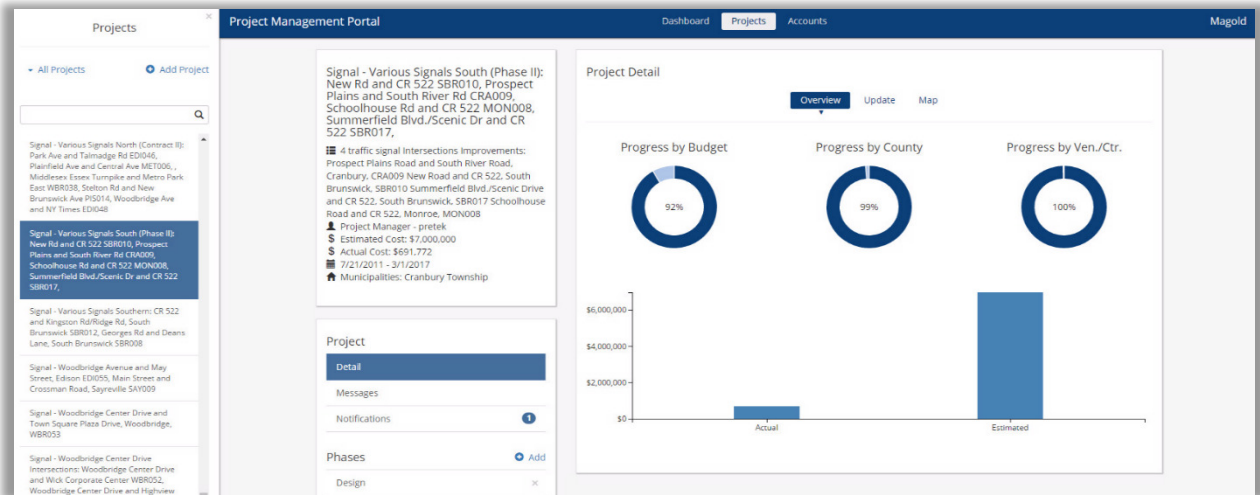 Projects
×
All Projects
Add Project
Signal - Various Signals North (Contract II):
Park Ave and Talmadge Rd EDI046,
Plainfield Ave and Central Ave MET006, ,
Middlesex Essex Turnpike and Metro Park
East WBR038, Stelton Rd and New
Brunswick Ave PIS014, Woodbridge Ave
and NY Times EDI048
Signal - Various Signals South (Phase II):
New Rd and CR 522 SBR010, Prospect
Plains and South River Rd CRA009,
Schoolhouse Rd and CR 522 MON008,
Summerfield Blvd./Scenic Dr and CR 522
SBR017,
Signal - Various Signals Southern: CR 522
and Kingston Rd/Ridge Rd, South
Brunswick SBR012, Georges Rd and Deans
Lane, South Brunswick SBR008
Signal - Woodbridge Avenue and May
Street, Edison EDI055, Main Street and
Crossman Road, Sayreville SAY009
Signal - Woodbridge Center Drive and
Town Square Plaza Drive, Woodbridge,
WBR053
Signal - Woodbridge Center Drive
Intersections: Woodbridge Center Drive
and Wick Corporate Center WBR052,
Woodbridge Center Drive and Highview
Project Management Portal
Dashboard
Projects
Accounts
Magold
Signal - Various Signals South (Phase II):
New Rd and CR 522 SBR010, Prospect
Plains and South River Rd CRA009,
Schoolhouse Rd and CR 522 MON008,
Summerfield Blvd./Scenic Dr and CR
522 SBR017,
4 traffic signal Intersections Improvements:
Prospect Plains Road and South River Road,
Cranbury, CRA009 New Road and CR 522, South
Brunswick, SBR010 Summerfield Blvd./Scenic Drive
and CR 522, South Brunswick, SBR017 Schoolhouse
Road and CR 522, Monroe, MON008
Project Manager - pretek
$ Estimated Cost: $7,000,000
$ Actual Cost: $691,772
7/21/2011 - 3/1/2017
Municipalities: Cranbury Township
Project
Detail
Messages
Notifications 1
Phases
Add
Design ×
Project Detail
Overview
Update
Map
Progress by Budget
92%
Progress by County
99%
Progress by Ven./Ctr.
100%
$6,000,000
$4,000,000
$2,000,000
$0
Actual
Estimated